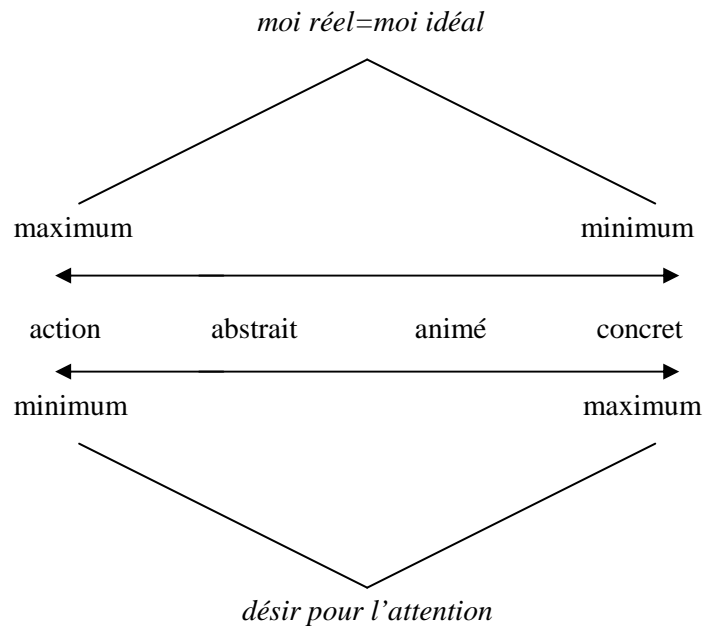 moi réel=moi idéal
maximum minimum
action abstrait animé concret
minimum maximum
désir pour l'attention